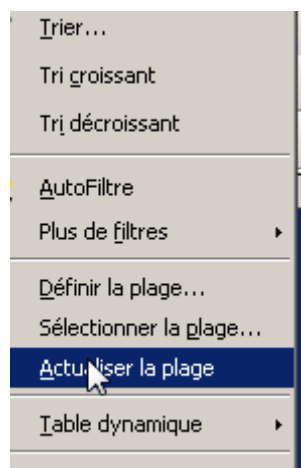 Trier...
Tri croissant
Tri décroissant
AutoFiltre
Plus de filtres
Définir la plage...
Sélectionner la plage...
Actualiser la plage
Table dynamique